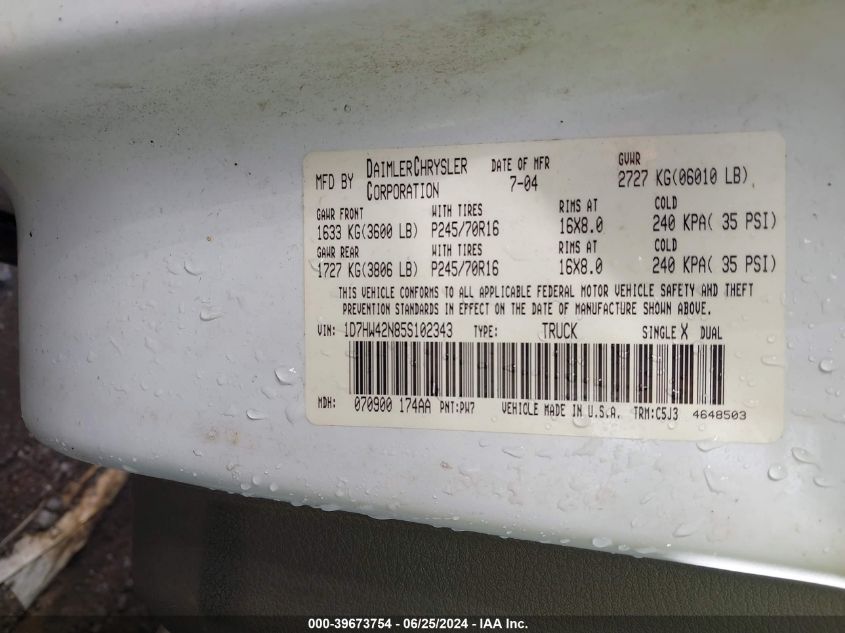 MFD BY DAIMLERCHRYSLER CORPORATION DATE OF MFR 7-04 GVWR 2727 KG(06010 LB)
GAWR FRONT WITH TIRES RIMS AT COLD
1633 KG(3600 LB) P245/70R16 16X8.0 240 KPA( 35 PSI)
GAWR REAR WITH TIRES RIMS AT COLD
1727 KG(3806 LB) P245/70R16 16X8.0 240 KPA( 35 PSI)
THIS VEHICLE CONFORMS TO ALL APPLICABLE FEDERAL MOTOR VEHICLE SAFETY AND THEFT
PREVENTION STANDARDS IN EFFECT ON THE DATE OF MANUFACTURE SHOWN ABOVE.
VIN: 1D7HW42N85S102343 TYPE: TRUCK SINGLE X DUAL
MDH: 070900 174AA PNT:PW7 VEHICLE MADE IN U.S.A. TRM:C5J3 4648503
000-39673754 - 06/25/2024 - IAA Inc.